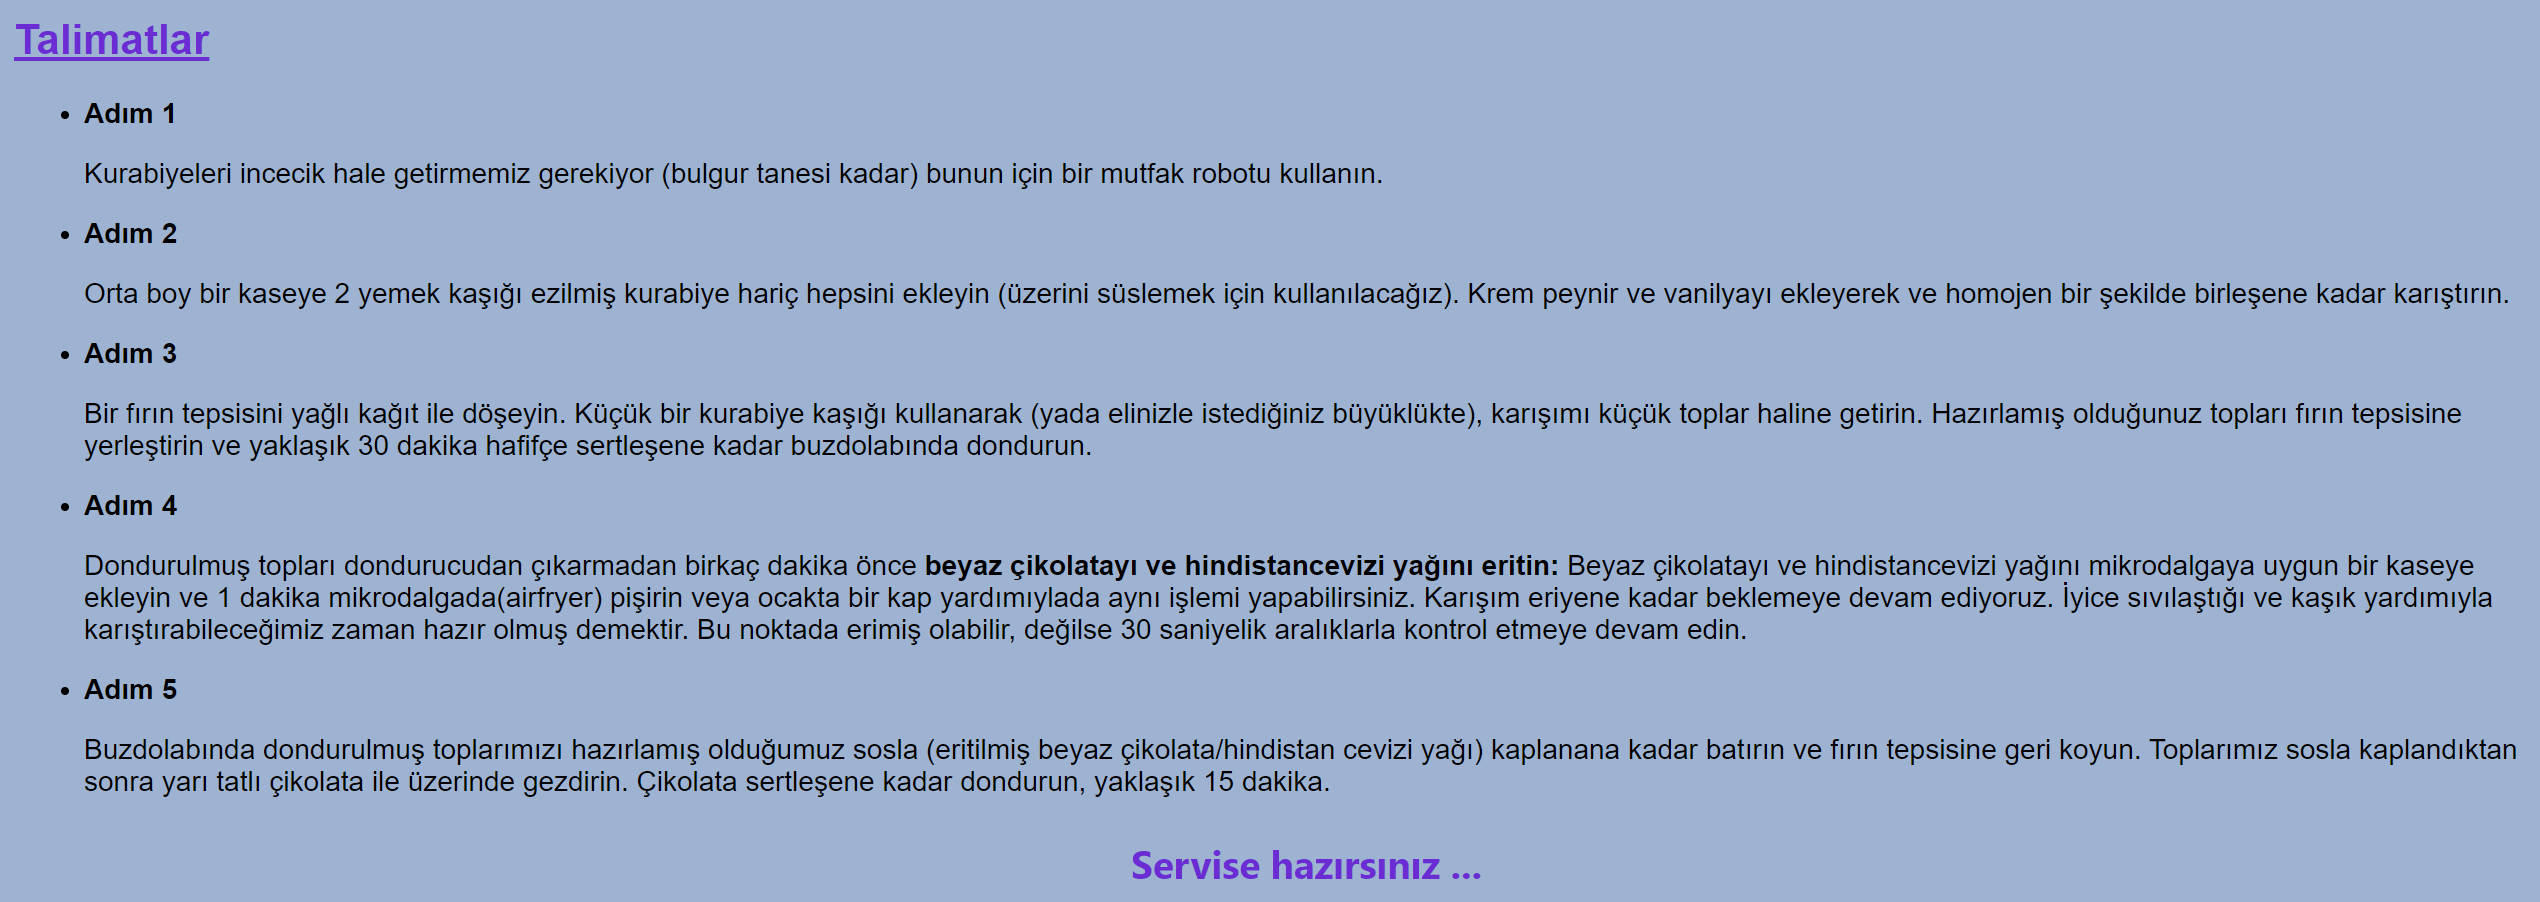 Talimatlar
Adım 1
Kurabiyeleri incecik hale getirmemiz gerekiyor (bulgur tanesi kadar) bunun için bir mutfak robotu kullanın.
Adım 2
Orta boy bir kaseye 2 yemek kaşığı ezilmiş kurabiye hariç hepsini ekleyin (üzerini süslemek için kullanılacağız). Krem peynir ve vanilyayı ekleyerek ve homojen bir şekilde birleşene kadar karıştırın.
Adım 3
Bir fırın tepsisini yağlı kağıt ile döşeyin. Küçük bir kurabiye kaşığı kullanarak (yada elinizle istediğiniz büyüklükte), karışımı küçük toplar haline getirin. Hazırlamış olduğunuz topları fırın tepsisine
yerleştirin ve yaklaşık 30 dakika hafifçe sertleşene kadar buzdolabında dondurun.
Adım 4
Dondurulmuş topları dondurucudan çıkarmadan birkaç dakika önce beyaz çikolatayı ve hindistancevizi yağını eritin: Beyaz çikolatayı ve hindistancevizi yağını mikrodalgaya uygun bir kaseye
ekleyin ve 1 dakika mikrodalgada(airfryer) pişirin veya ocakta bir kap yardımıylada aynı işlemi yapabilirsiniz. Karışım eriyene kadar beklemeye devam ediyoruz. İyice sıvılaştığı ve kaşık yardımıyla
karıştırabileceğimiz zaman hazır olmuş demektir. Bu noktada erimiş olabilir, değilse 30 saniyelik aralıklarla kontrol etmeye devam edin.
Adım 5
Buzdolabında dondurulmuş toplarımızı hazırlamış olduğumuz sosla (eritilmiş beyaz çikolata/hindistan cevizi yağı) kaplanana kadar batırın ve fırın tepsisine geri koyun. Toplarımız sosla kaplandıktan
sonra yarı tatlı çikolata ile üzerinde gezdirin. Çikolata sertleşene kadar dondurun, yaklaşık 15 dakika.
Servise hazırsınız ...